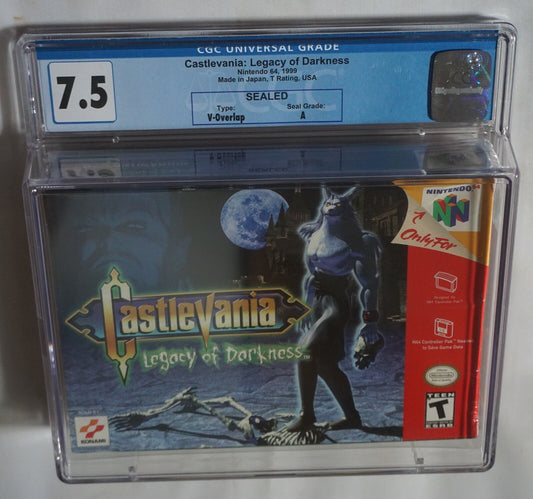 CGC UNIVERSAL GRADE
7.5
Castlevania: Legacy of Darkness
Nintendo 64, 1999
Made in Japan, T Rating, USA
SEALED
Type:
V-Overlap
Seal Grade:
A
NINTENDO64
Only For
Castlevania
Legacy of Darkness™
KONAMI
TEEN
T
ESRB